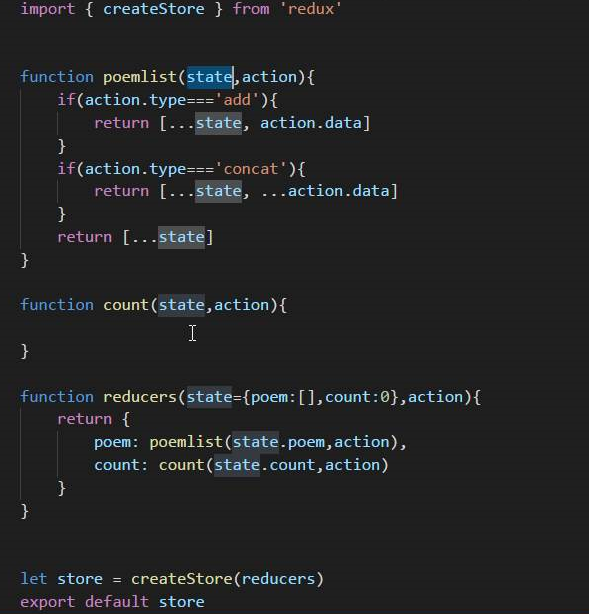 import { createStore } from 'redux'
function poemlist(state,action){
if(action.type==='add'){
return [...state, action.data]
}
if(action.type==='concat'){
return [...state, ...action.data]
}
return [...state]
}
function count(state,action){
}
function reducers(state={poem:[],count:0},action){
return {
poem: poemlist(state.poem,action),
count: count(state.count,action)
}
}
let store = createStore(reducers)
export default store